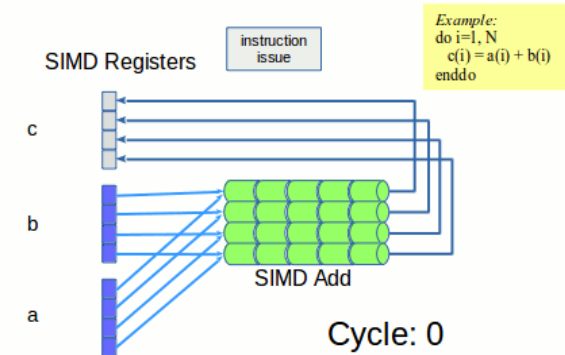 Example:
do i=1, N
c(i) = a(i) + b(i)
enddo
instruction
issue
SIMD Registers
c
b
SIMD Add
a
Cycle: 0